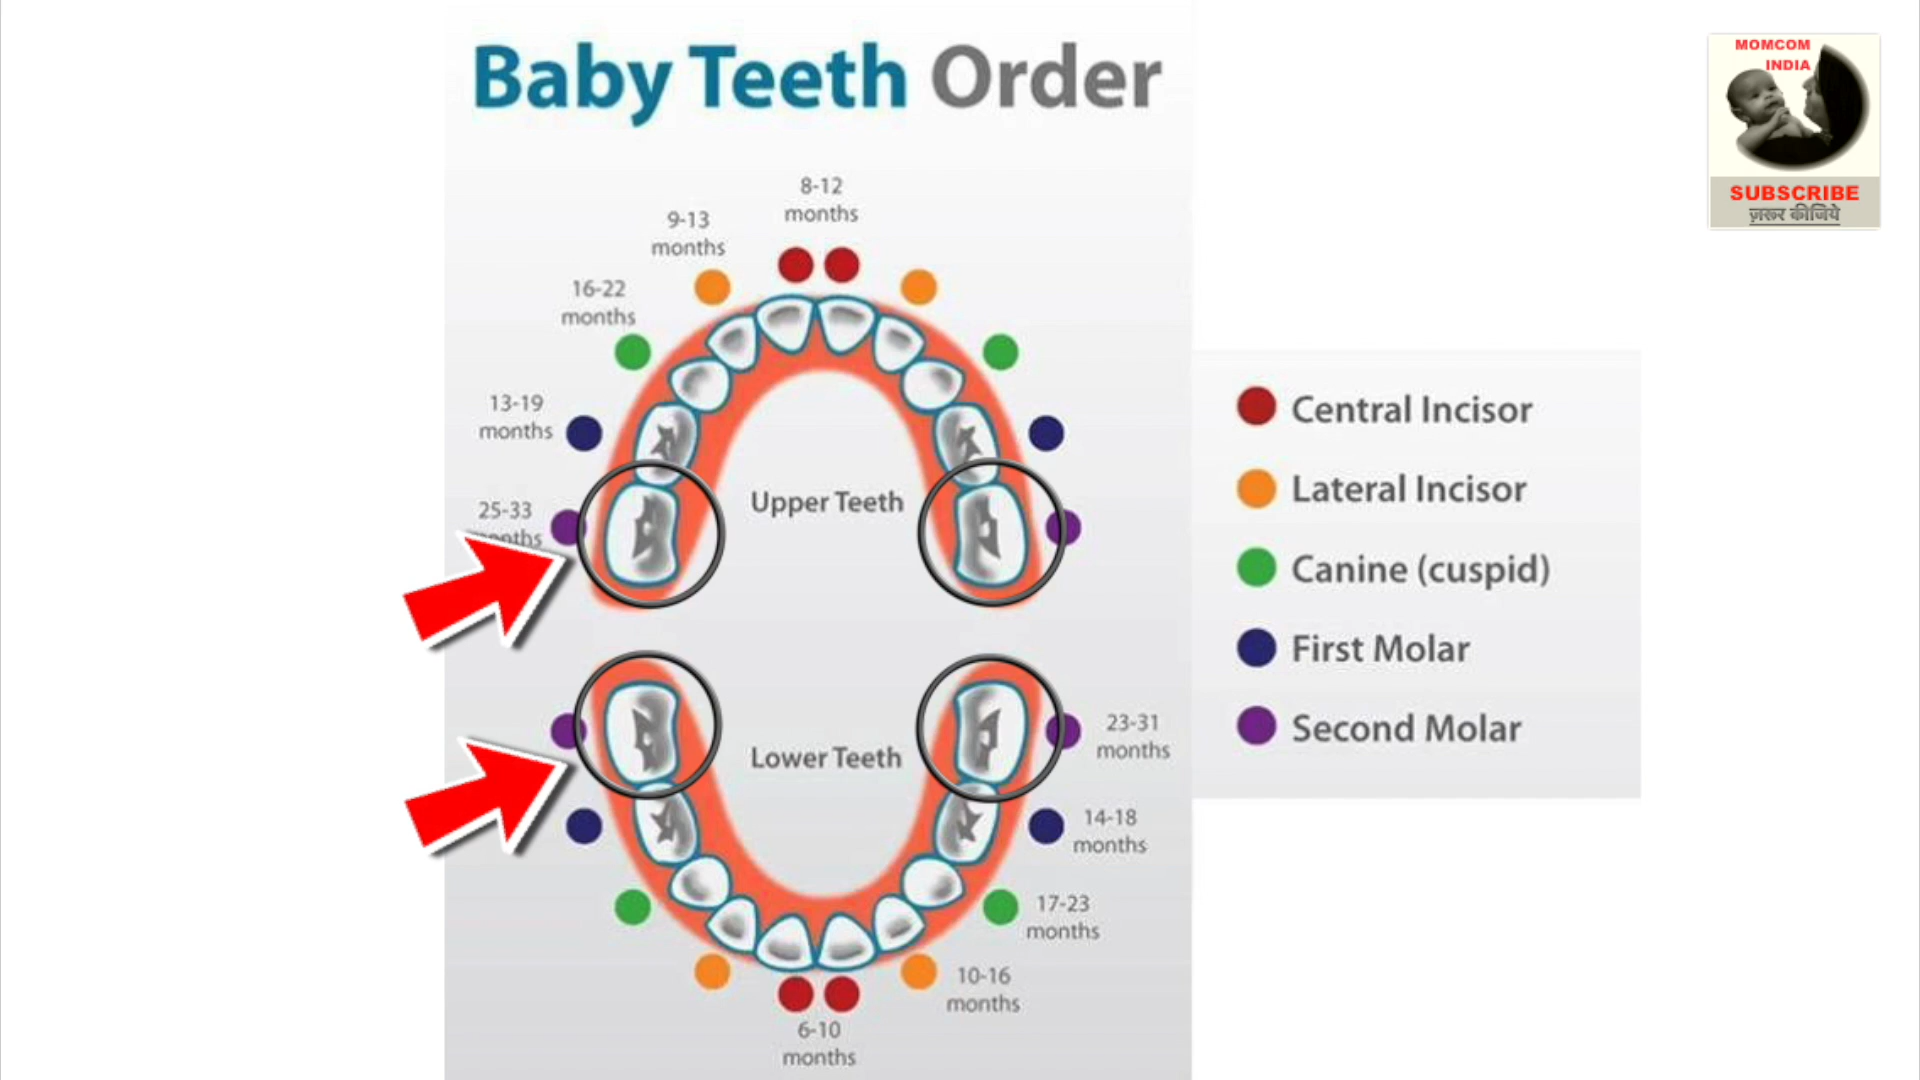 Baby Teeth Order
MOMCOM
INDIA
SUBSCRIBE
ज़रूर कीजिये
8-12
months
9-13
months
16-22
months
13-19
months
25-33
Upper Teeth
Lower Teeth
23-31
months
14-18
months
17-23
months
10-16
months
6-10
months
Central Incisor
Lateral Incisor
Canine (cuspid)
First Molar
Second Molar